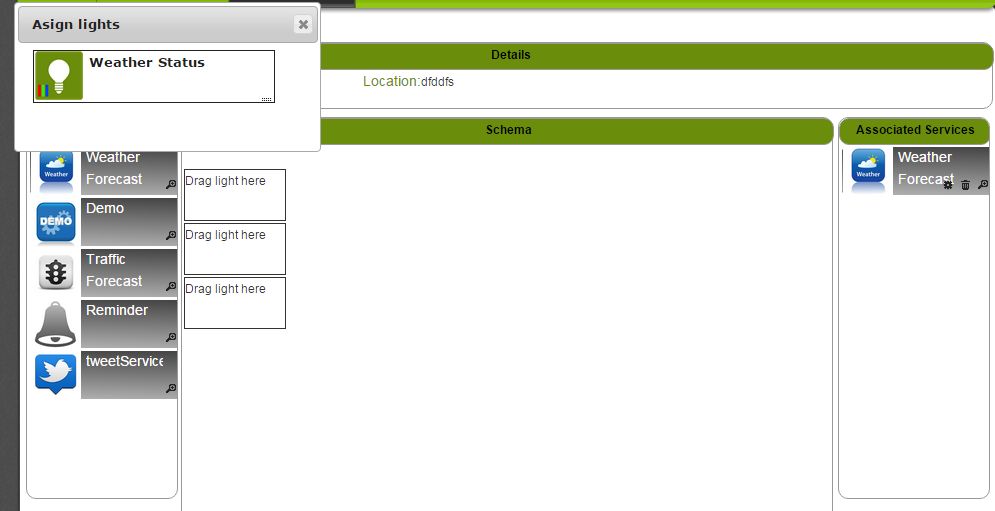 Asign lights
Weather Status
Details
Location:dfddfs
Schema
Associated Services
Weather
Weather
Forecast
Demo
DEMO
Traffic
Forecast
Reminder
tweetService
Drag light here
Drag light here
Drag light here
Weather
Weather
Forecast